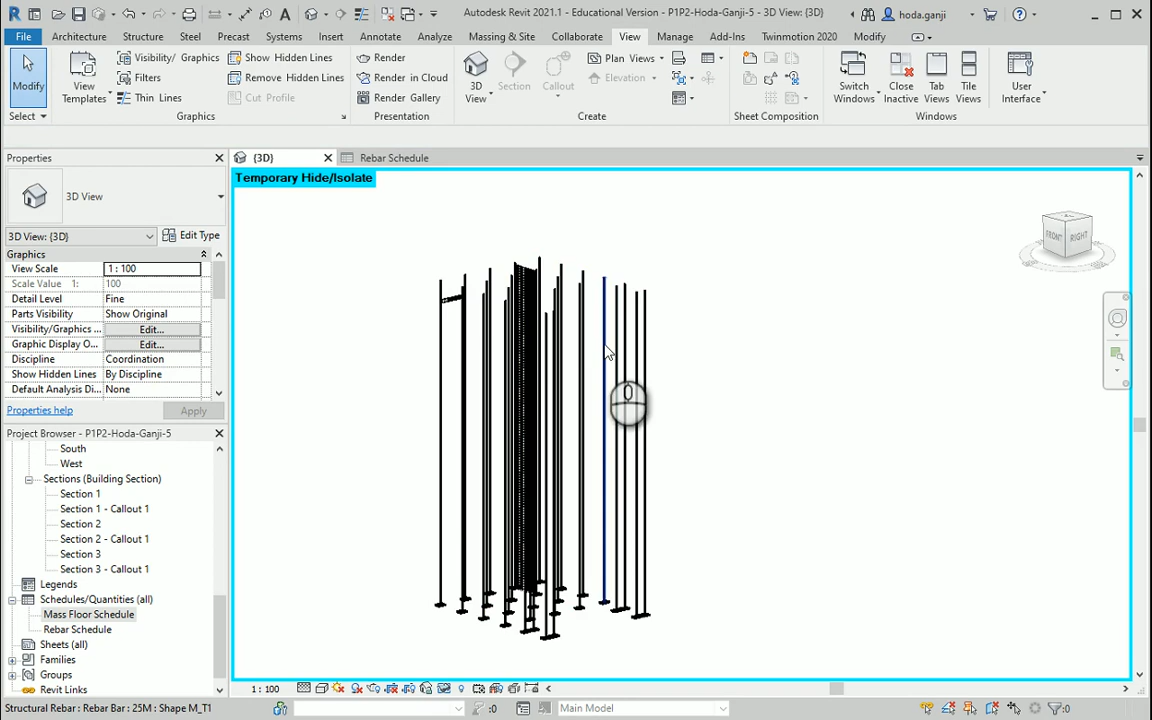 Autodesk Revit 2021.1 - Educational Version - P1P2-Hoda-Ganji-5 - 3D View: {3D}
hoda.ganji
File Architecture Structure Steel Precast Systems Insert Annotate Analyze Massing & Site Collaborate View Manage Add-Ins Twinmotion 2020 Modify
Modify
Select
View Templates
Visibility/ Graphics
Filters
Thin Lines
Show Hidden Lines
Remove Hidden Lines
Cut Profile
Graphics
Render
Render in Cloud
Render Gallery
Presentation
3D View
Section
Callout
Plan Views
Elevation
Create
Sheet Composition
Switch Windows
Close Inactive
Tab Views
Tile Views
User Interface
Windows
Properties
{3D}
Rebar Schedule
Temporary Hide/Isolate
3D View
3D View: {3D}
Edit Type
Graphics
View Scale 1 : 100
Scale Value 1: 100
Detail Level Fine
Parts Visibility Show Original
Visibility/Graphics ... Edit...
Graphic Display O... Edit...
Discipline Coordination
Show Hidden Lines By Discipline
Default Analysis Di... None
Properties help
Apply
FRONT RIGHT
Project Browser - P1P2-Hoda-Ganji-5
South
West
Sections (Building Section)
Section 1
Section 1 - Callout 1
Section 2
Section 2 - Callout 1
Section 3
Section 3 - Callout 1
Legends
Schedules/Quantities (all)
Mass Floor Schedule
Rebar Schedule
Sheets (all)
Families
Groups
Revit Links
1 : 100
Structural Rebar : Rebar Bar : 25M : Shape M_T1
:0
Main Model
:0